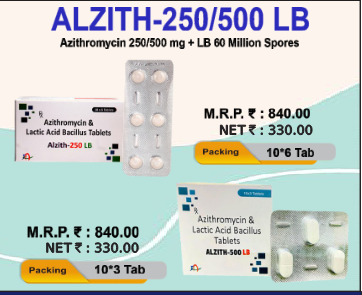 ALZITH-250/500 LB
Azithromycin 250/500 mg + LB 60 Million Spores
M.R.P. ₹ : 840.00
NET ₹ : 330.00
Packing 10*6 Tab
Azithromycin &
Lactic Acid Bacillus Tablets
Alzith-250 LB
M.R.P. ₹ : 840.00
NET ₹ : 330.00
Packing 10*3 Tab
Azithromycin &
Lactic Acid Bacillus
Tablets
ALZITH-500 LB